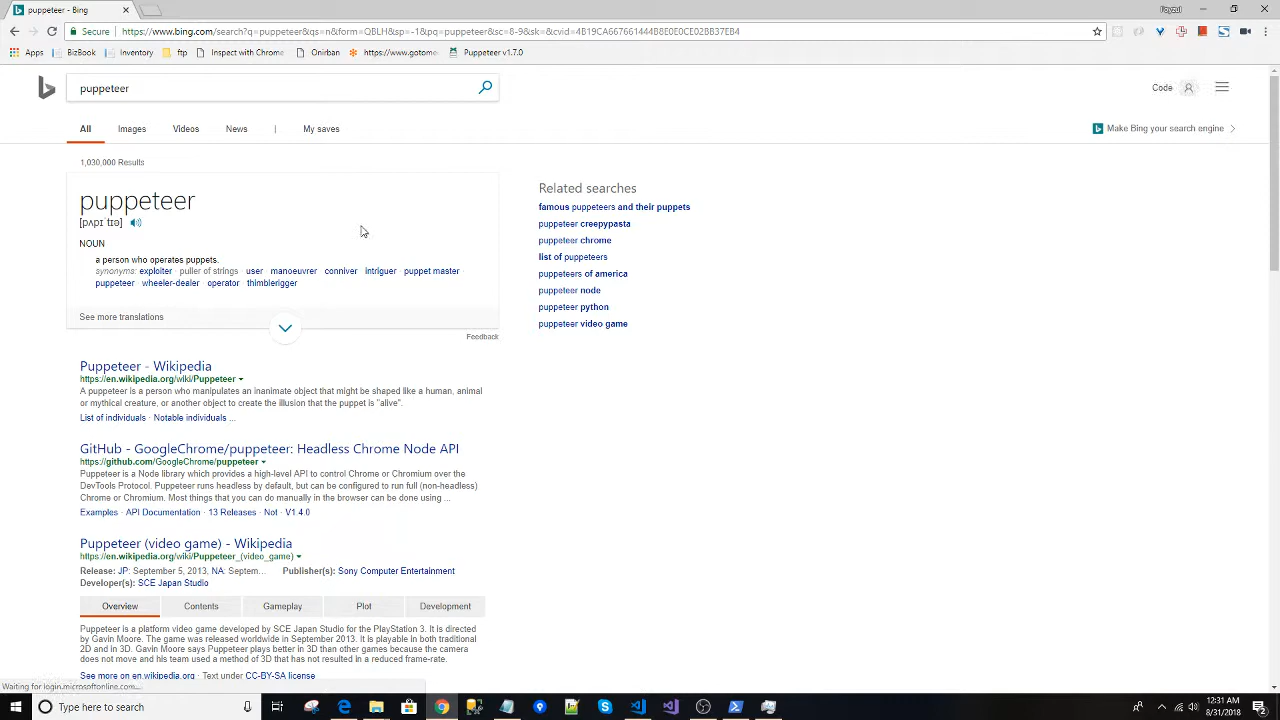 puppeteer - Bing
Rajyad
Secure
https://www.bing.com/search?q=puppeteer&qs=n&form=QBLH&sp=-1&pq=puppeteer&sc=8-9&sk=&cvid=4B19CA667661444B8E0E0CE02BB37EB4
BizBook
Inventory
ftp
Inspect with Chrome
Onirban
https://www.gotome
Puppeteer v1.7.0
puppeteer
Code
All
Images
Videos
News
|
My saves
Make Bing your search engine
1,030,000 Results
puppeteer
[pʌpɪˈtɪə]
NOUN
a person who operates puppets.
synonyms: exploiter · puller of strings · user · manoeuvrer · conniver · intriguer · puppet master ·
puppeteer · wheeler-dealer · operator · thimblerigger
See more translations
Feedback
Related searches
famous puppeteers and their puppets
puppeteer creepypasta
puppeteer chrome
list of puppeteers
puppeteers of america
puppeteer node
puppeteer python
puppeteer video game
Puppeteer - Wikipedia
https://en.wikipedia.org/wiki/Puppeteer
A puppeteer is a person who manipulates an inanimate object that might be shaped like a human, animal
or mythical creature, or another object to create the illusion that the puppet is "alive".
List of individuals · Notable individuals ...
GitHub - GoogleChrome/puppeteer: Headless Chrome Node API
https://github.com/GoogleChrome/puppeteer
Puppeteer is a Node library which provides a high-level API to control Chrome or Chromium over the
DevTools Protocol. Puppeteer runs headless by default, but can be configured to run full (non-headless)
Chrome or Chromium. Most things that you can do manually in the browser can be done using ...
Examples · API Documentation · 13 Releases · Not · V1.4.0
Puppeteer (video game) - Wikipedia
https://en.wikipedia.org/wiki/Puppeteer_(video_game)
Release: JP: September 5, 2013, NA: Septem…
Publisher(s): Sony Computer Entertainment
Developer(s): SCE Japan Studio
Overview
Contents
Gameplay
Plot
Development
Puppeteer is a platform video game developed by SCE Japan Studio for the PlayStation 3. It is directed
by Gavin Moore. The game was released worldwide in September 2013. It is playable in both traditional
2D and in 3D. Gavin Moore says Puppeteer plays better in 3D than other games because the camera
does not move and his team used a method of 3D that has not resulted in a reduced frame-rate.
See more on en.wikipedia.org · Text under CC-BY-SA license
Waiting for login.microsoftonline.com...
Type here to search
12:31 AM
8/31/2018